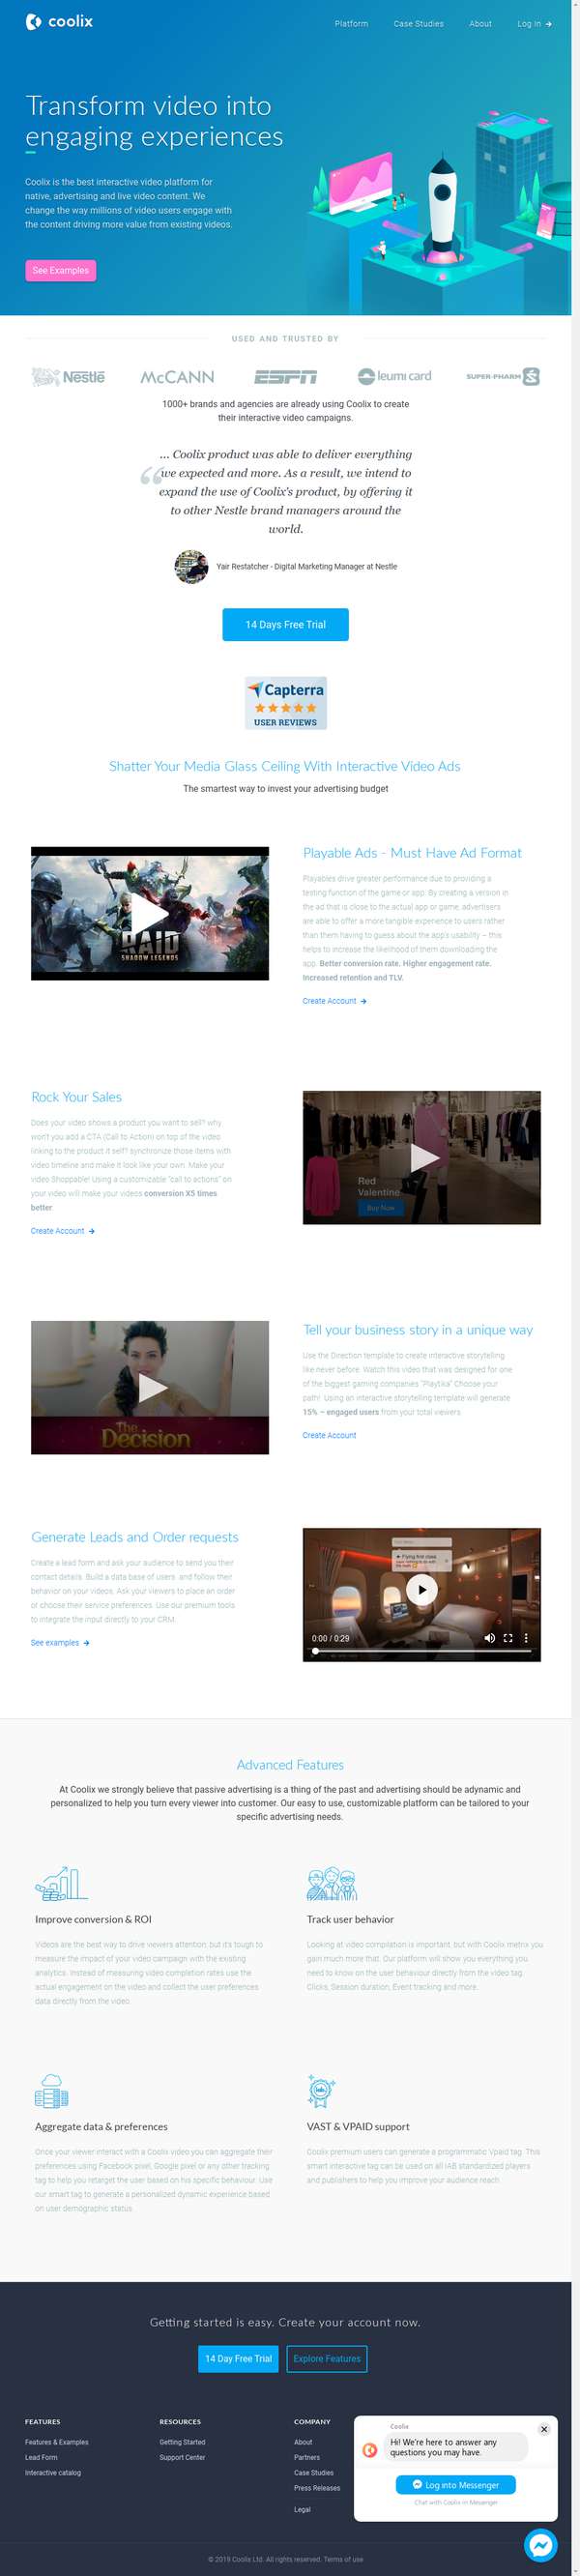 coolix
Platform
Case Studies
About
Log In
Transform video into
engaging experiences
Coolix is the best interactive video platform for
native, advertising and live video content. We
change the way millions of video users engage with
the content driving more value from existing videos.
See Examples
USED AND TRUSTED BY
Nestlé
McCANN
ESPN
leumi card
SUPER-PHARM S
1000+ brands and agencies are already using Coolix to create
their interactive video campaigns.
... Coolix product was able to deliver everything
we expected and more. As a result, we intend to
expand the use of Coolix's product, by offering it
to other Nestle brand managers around the
world.
Yair Restatcher - Digital Marketing Manager at Nestle
14 Days Free Trial
Capterra
USER REVIEWS
Shatter Your Media Glass Ceiling With Interactive Video Ads
The smartest way to invest your advertising budget
RAID
SHADOW LEGENDS
Playable Ads - Must Have Ad Format
Playables drive greater performance due to providing a
testing function of the game or app. By creating a version in
the ad that is close to the actual app or game, advertisers
are able to offer a more tangible experience to users rather
than them having to guess about the app's usability – this
helps to increase the likelihood of them downloading the
app. Better conversion rate. Higher engagement rate.
Increased retention and TLV.
Create Account
Rock Your Sales
Does your video shows a product you want to sell? why
won't you add a CTA (Call to Action) on top of the video
linking to the product it self? synchronize those items with
video timeline and make it look like your own. Make your
video Shoppable! Using a customizable "call to actions" on
your video will make your videos conversion X5 times
better.
Create Account
Red
Valentine
Buy Now
The
Decision
Tell your business story in a unique way
Use the Direction template to create interactive storytelling
like never before. Watch this video that was designed for one
of the biggest gaming companies "Playtika" Choose your
path!. Using an interactive storytelling template will generate
15% – engaged users from your total viewers.
Create Account
Generate Leads and Order requests
Create a lead form and ask your audience to send you their
contact details. Build a data base of users. and follow their
behavior on your videos. Ask your viewers to place an order
or choose their service preferences. Use our premium tools
to integrate the input directly to your CRM.
See examples
Flying first class
0:00 / 0:29
Advanced Features
At Coolix we strongly believe that passive advertising is a thing of the past and advertising should be adynamic and
personalized to help you turn every viewer into customer. Our easy to use, customizable platform can be tailored to your
specific advertising needs.
Improve conversion & ROI
Videos are the best way to drive viewers attention, but it's tough to
measure the impact of your video campaign with the existing
analytics. Instead of measuring video completion rates use the
actual engagement on the video and collect the user preferences
data directly from the video.
Track user behavior
Looking at video compilation is important, but with Coolix metrix you
gain much more that. Our platform will show you everything you
need to know on the user behaviour directly from the video tag.
Clicks, Session duration, Event tracking and more.
Aggregate data & preferences
Once your viewer interact with a Coolix video you can aggregate their
preferences using Facebook pixel, Google pixel or any other tracking
tag to help you retarget the user based on his specific behaviour. Use
our smart tag to generate a personalized dynamic experience based
on user demographic status.
VAST & VPAID support
Coolix premium users can generate a programmatic Vpaid tag. This
smart interactive tag can be used on all IAB standardized players
and publishers to help you improve your audience reach.
Getting started is easy. Create your account now.
14 Day Free Trial
Explore Features
FEATURES
Features & Examples
Lead Form
Interactive catalog
RESOURCES
Getting Started
Support Center
COMPANY
About
Partners
Case Studies
Press Releases
Legal
Coolix
Hi! We're here to answer any
questions you may have.
Log into Messenger
Chat with Coolix in Messenger
© 2019 Coolix Ltd. All rights reserved. Terms of use